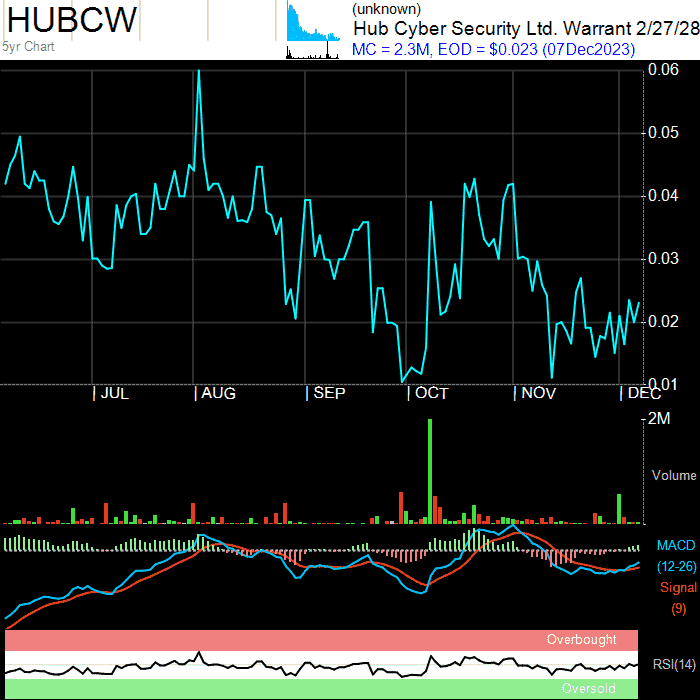 HUBCW
5yr Chart
(unknown)
Hub Cyber Security Ltd. Warrant 2/27/28
MC = 2.3M, EOD = $0.023 (07Dec2023)
0.06
0.05
0.04
0.03
0.02
0.01
JUL AUG SEP OCT NOV DEC
2M
Volume
MACD
(12-26)
Signal
(9)
Overbought
RSI(14)
Oversold